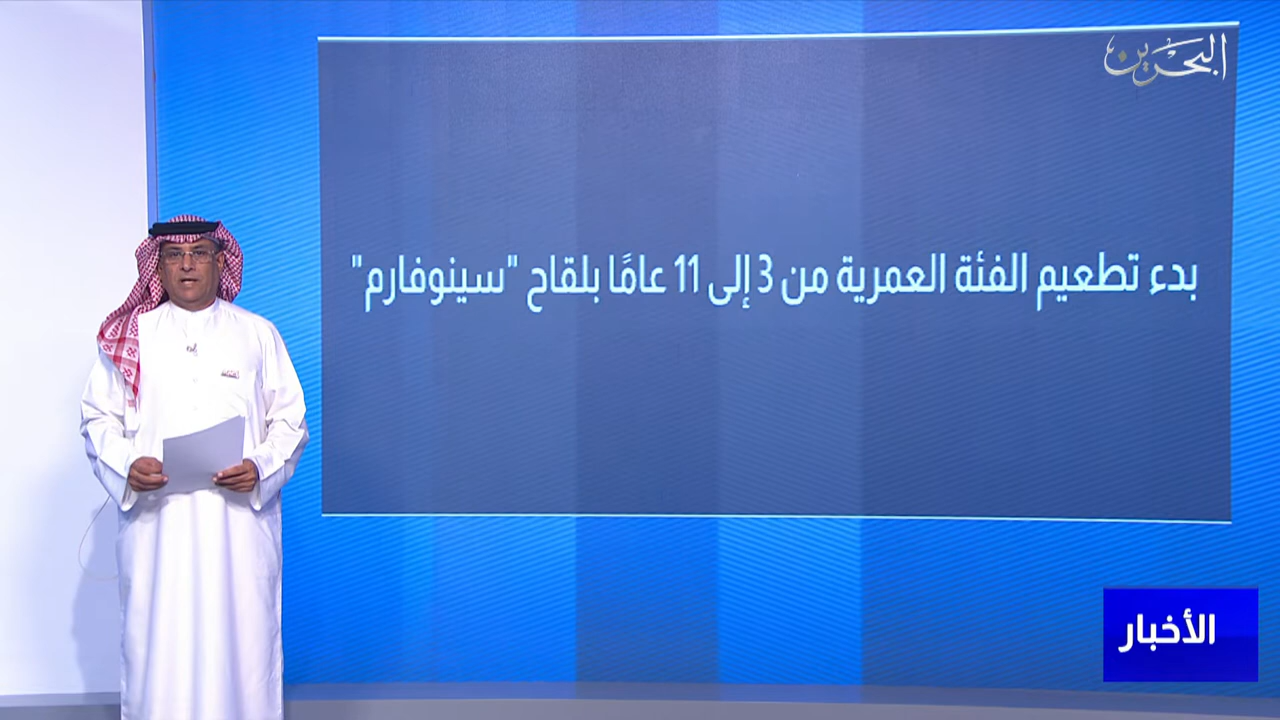 البحرين
بدء تطعيم الفئة العمرية من 3 إلى 11 عامًا بلقاح "سينوفارم"
الأخبار